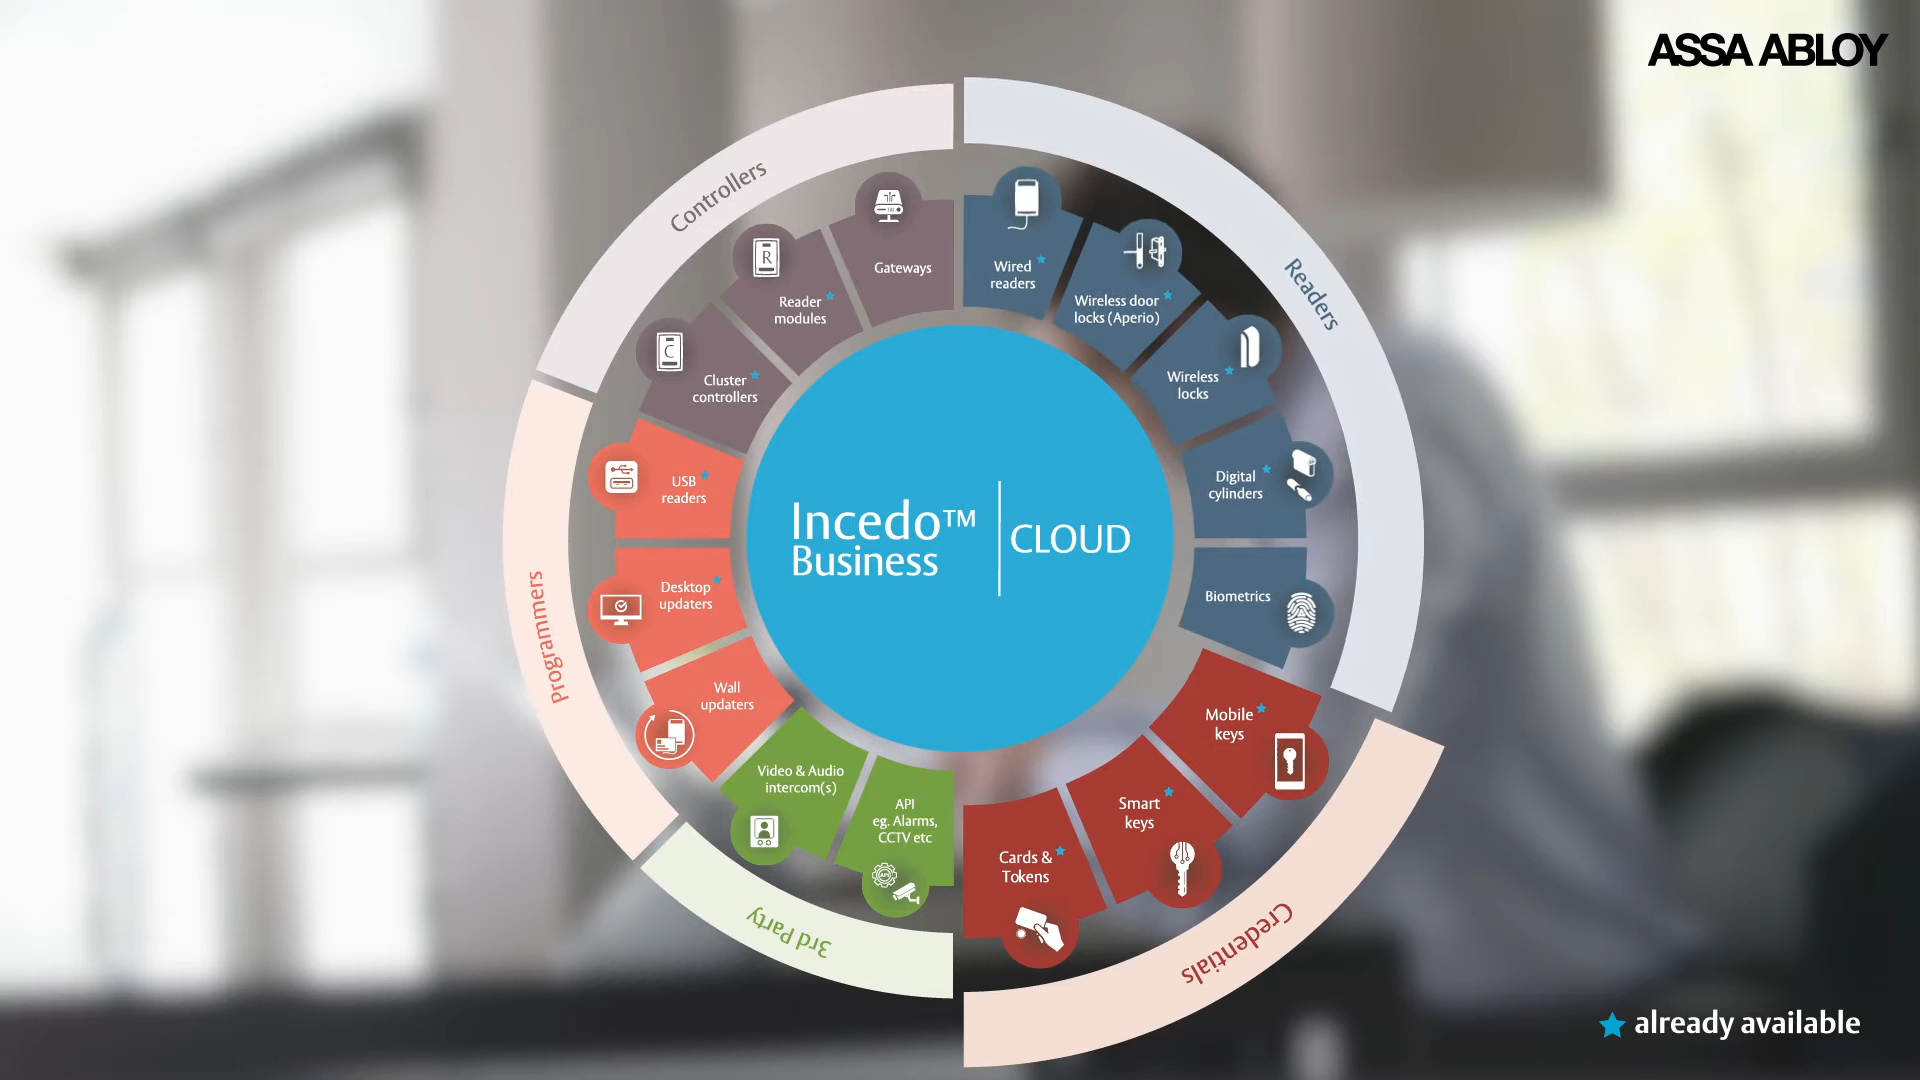 ASSA ABLOY
Controllers
Gateways
Reader
modules
Cluster
controllers
Readers
Wired
readers
Wireless door
locks (Aperio)
Wireless
locks
Digital
cylinders
Biometrics
Incedo™
Business
CLOUD
Programmers
USB
readers
Desktop
updaters
Wall
updaters
3rd Party
Video & Audio
intercom(s)
API
eg. Alarms,
CCTV etc
Credentials
Mobile
keys
Smart
keys
Cards &
Tokens
R
C
API
already available